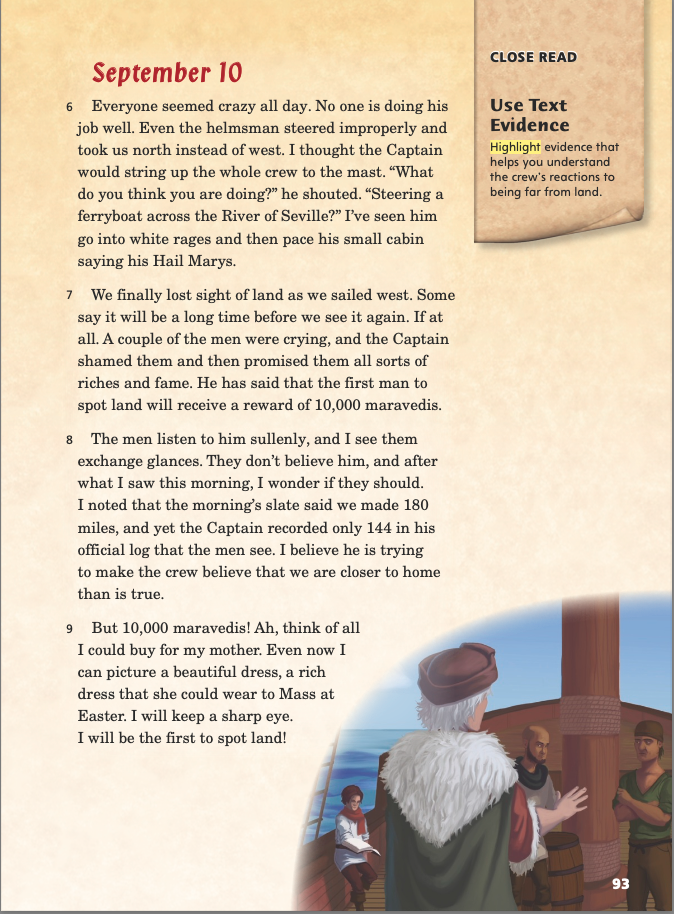 September 10
6 Everyone seemed crazy all day. No one is doing his
job well. Even the helmsman steered improperly and
took us north instead of west. I thought the Captain
would string up the whole crew to the mast. “What
do you think you are doing?” he shouted. “Steering a
ferryboat across the River of Seville?” I’ve seen him
go into white rages and then pace his small cabin
saying his Hail Marys.
7 We finally lost sight of land as we sailed west. Some
say it will be a long time before we see it again. If at
all. A couple of the men were crying, and the Captain
shamed them and then promised them all sorts of
riches and fame. He has said that the first man to
spot land will receive a reward of 10,000 maravedis.
8 The men listen to him sullenly, and I see them
exchange glances. They don’t believe him, and after
what I saw this morning, I wonder if they should.
I noted that the morning’s slate said we made 180
miles, and yet the Captain recorded only 144 in his
official log that the men see. I believe he is trying
to make the crew believe that we are closer to home
than is true.
9 But 10,000 maravedis! Ah, think of all
I could buy for my mother. Even now I
can picture a beautiful dress, a rich
dress that she could wear to Mass at
Easter. I will keep a sharp eye.
I will be the first to spot land!
CLOSE READ
Use Text
Evidence
Highlight evidence that
helps you understand
the crew’s reactions to
being far from land.
93